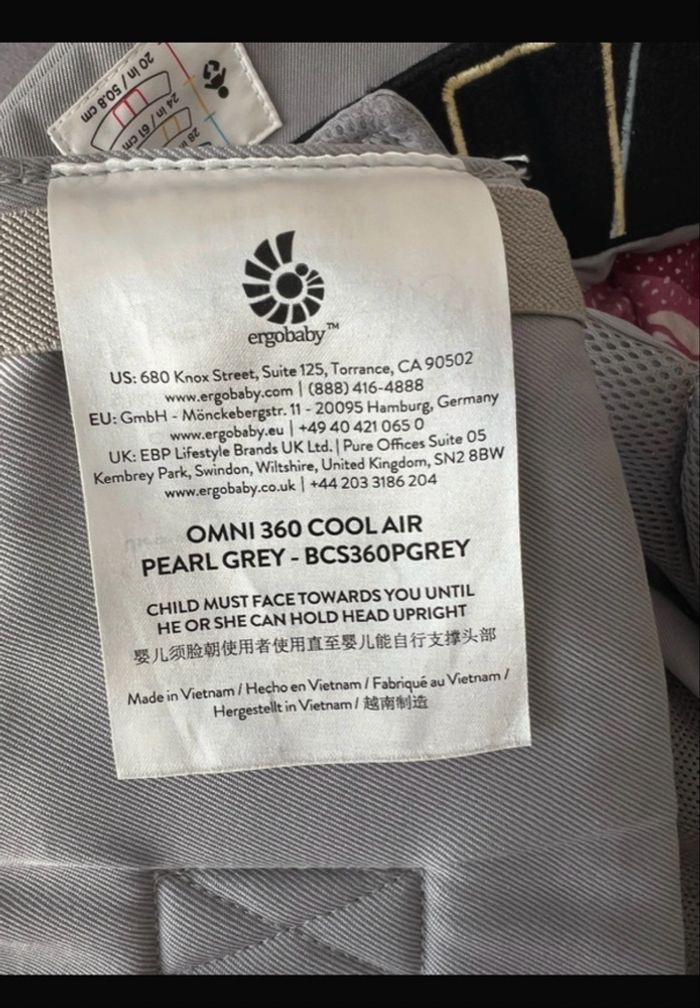 20 in / 50.8 cm
24 in / 61 cm
28 in
ergobaby™
US: 680 Knox Street, Suite 125, Torrance, CA 90502
www.ergobaby.com | (888) 416-4888
EU: GmbH - Mönckebergstr. 11 - 20095 Hamburg, Germany
www.ergobaby.eu | +49 40 421 065 0
UK: EBP Lifestyle Brands UK Ltd. | Pure Offices Suite 05
Kembrey Park, Swindon, Wiltshire, United Kingdom, SN2 8BW
www.ergobaby.co.uk | +44 203 3186 204
OMNI 360 COOL AIR
PEARL GREY - BCS360PGREY
CHILD MUST FACE TOWARDS YOU UNTIL
HE OR SHE CAN HOLD HEAD UPRIGHT
婴儿须脸朝使用者使用直至婴儿能自行支撑头部
Made in Vietnam / Hecho en Vietnam / Fabriqué au Vietnam /
Hergestellt in Vietnam / 越南制造